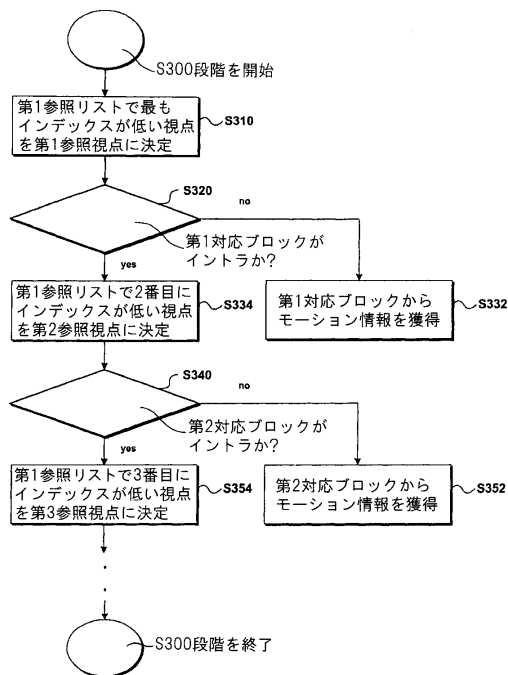 S300段階を開始
第1参照リストで最も
インデックスが低い視点
を第1参照視点に決定
S310
S320
no
第1対応ブロックが
イントラか?
yes
第1参照リストで2番目に
インデックスが低い視点
を第2参照視点に決定
S334
第1対応ブロックから
モーション情報を獲得
S332
S340
no
第2対応ブロックが
イントラか?
yes
第1参照リストで3番目に
インデックスが低い視点
を第3参照視点に決定
S354
第2対応ブロックから
モーション情報を獲得
S352
S300段階を終了